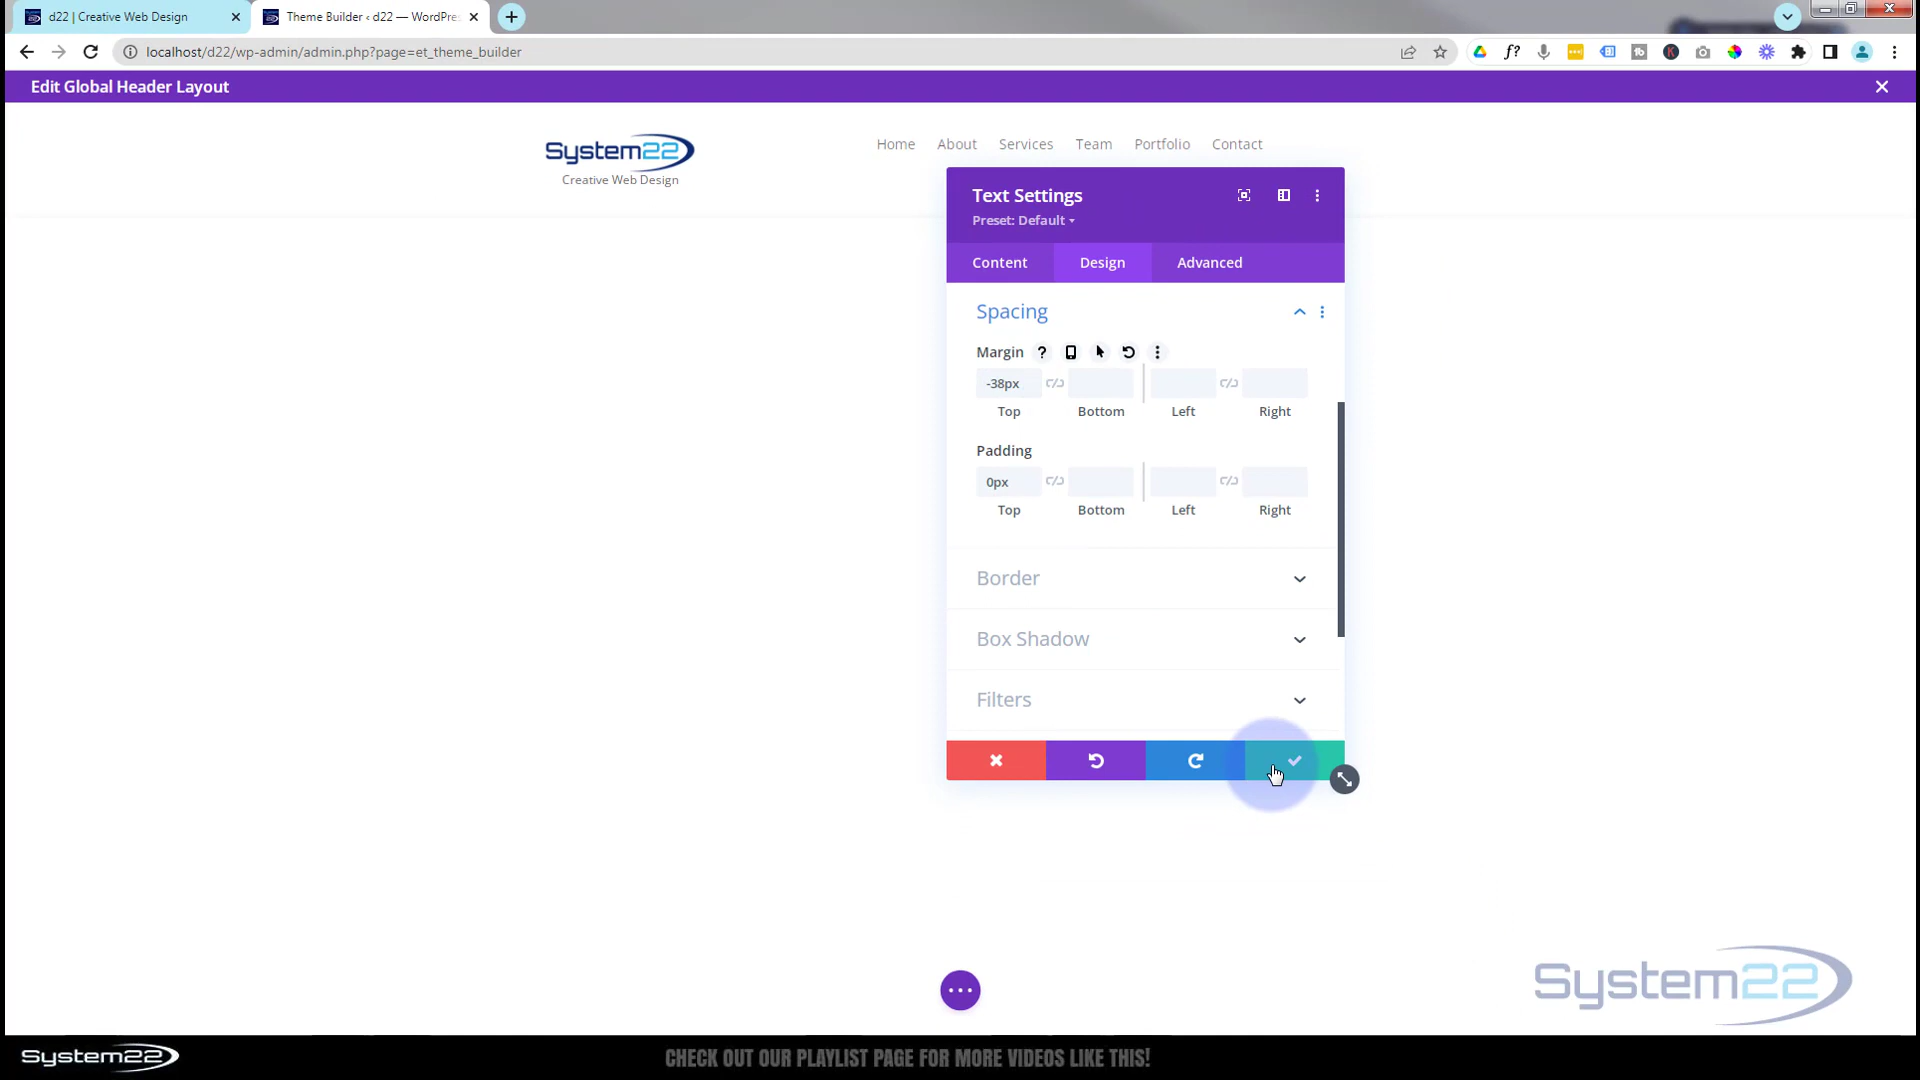 d22 | Creative Web Design
Theme Builder ‹ d22 — WordPre
localhost/d22/wp-admin/admin.php?page=et_theme_builder
Edit Global Header Layout
System22
Creative Web Design
Home About Services Team Portfolio Contact
Text Settings
Preset: Default
Content Design Advanced
Spacing
Margin
-38px
Top Bottom Left Right
Padding
0px
Top Bottom Left Right
Border
Box Shadow
Filters
System22
System22
CHECK OUT OUR PLAYLIST PAGE FOR MORE VIDEOS LIKE THIS!